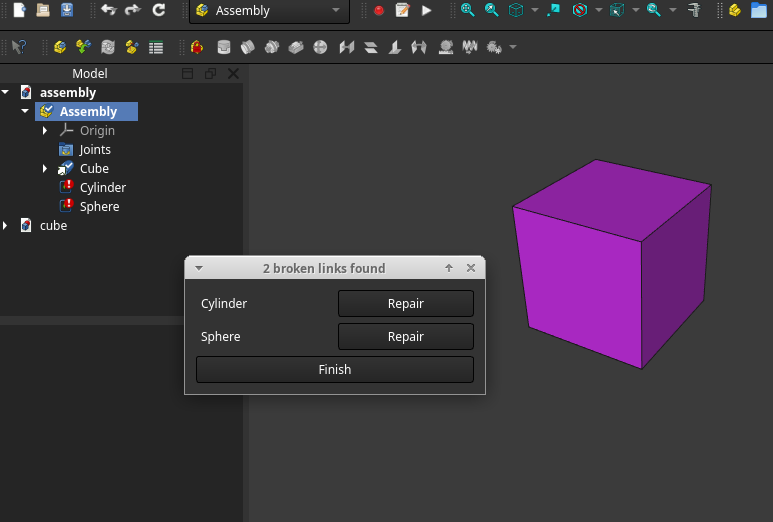 Assembly
Model
assembly
Assembly
Origin
Joints
Cube
Cylinder
Sphere
cube
2 broken links found
Cylinder Repair
Sphere Repair
Finish